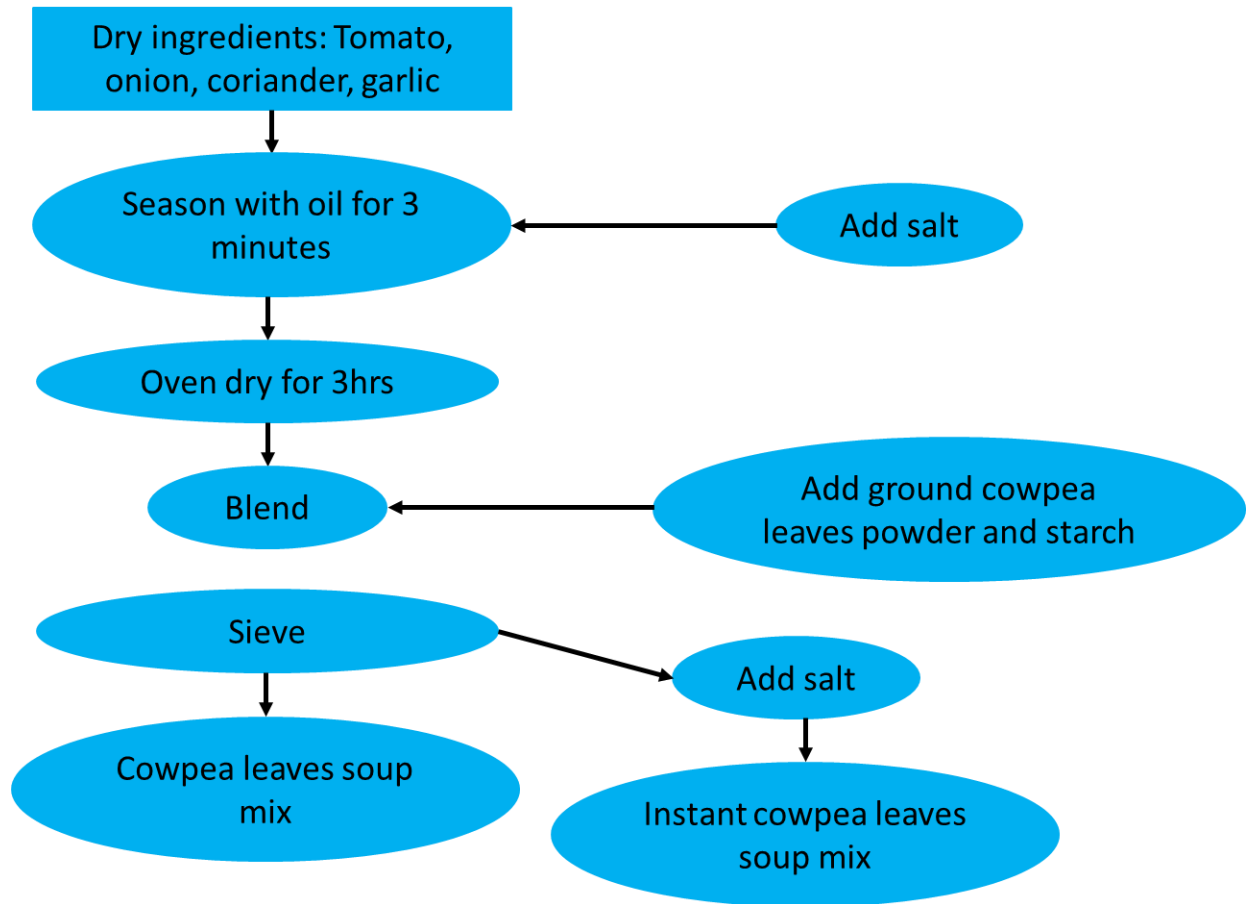 Dry ingredients: Tomato,
onion, coriander, garlic
Season with oil for 3
minutes
Add salt
Oven dry for 3hrs
Blend
Add ground cowpea
leaves powder and starch
Sieve
Add salt
Cowpea leaves soup
mix
Instant cowpea leaves
soup mix